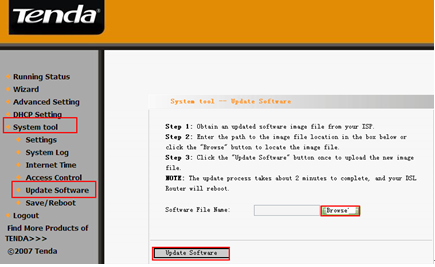 Tenda
Running Status
Wizard
Advanced Setting
DHCP Setting
System tool
Settings
System Log
Internet Time
Access Control
Update Software
Save/Reboot
Logout
Find More Products of
TENDA>>>
©2007 Tenda
System tool -- Update Software
Step 1: Obtain an updated software image file from your ISP.
Step 2: Enter the path to the image file location in the box below or
click the "Browse" button to locate the image file.
Step 3: Click the "Update Software" button once to upload the new image
file.
NOTE: The update process takes about 2 minutes to complete, and your DSL
Router will reboot.
Software File Name:
Browse
Update Software